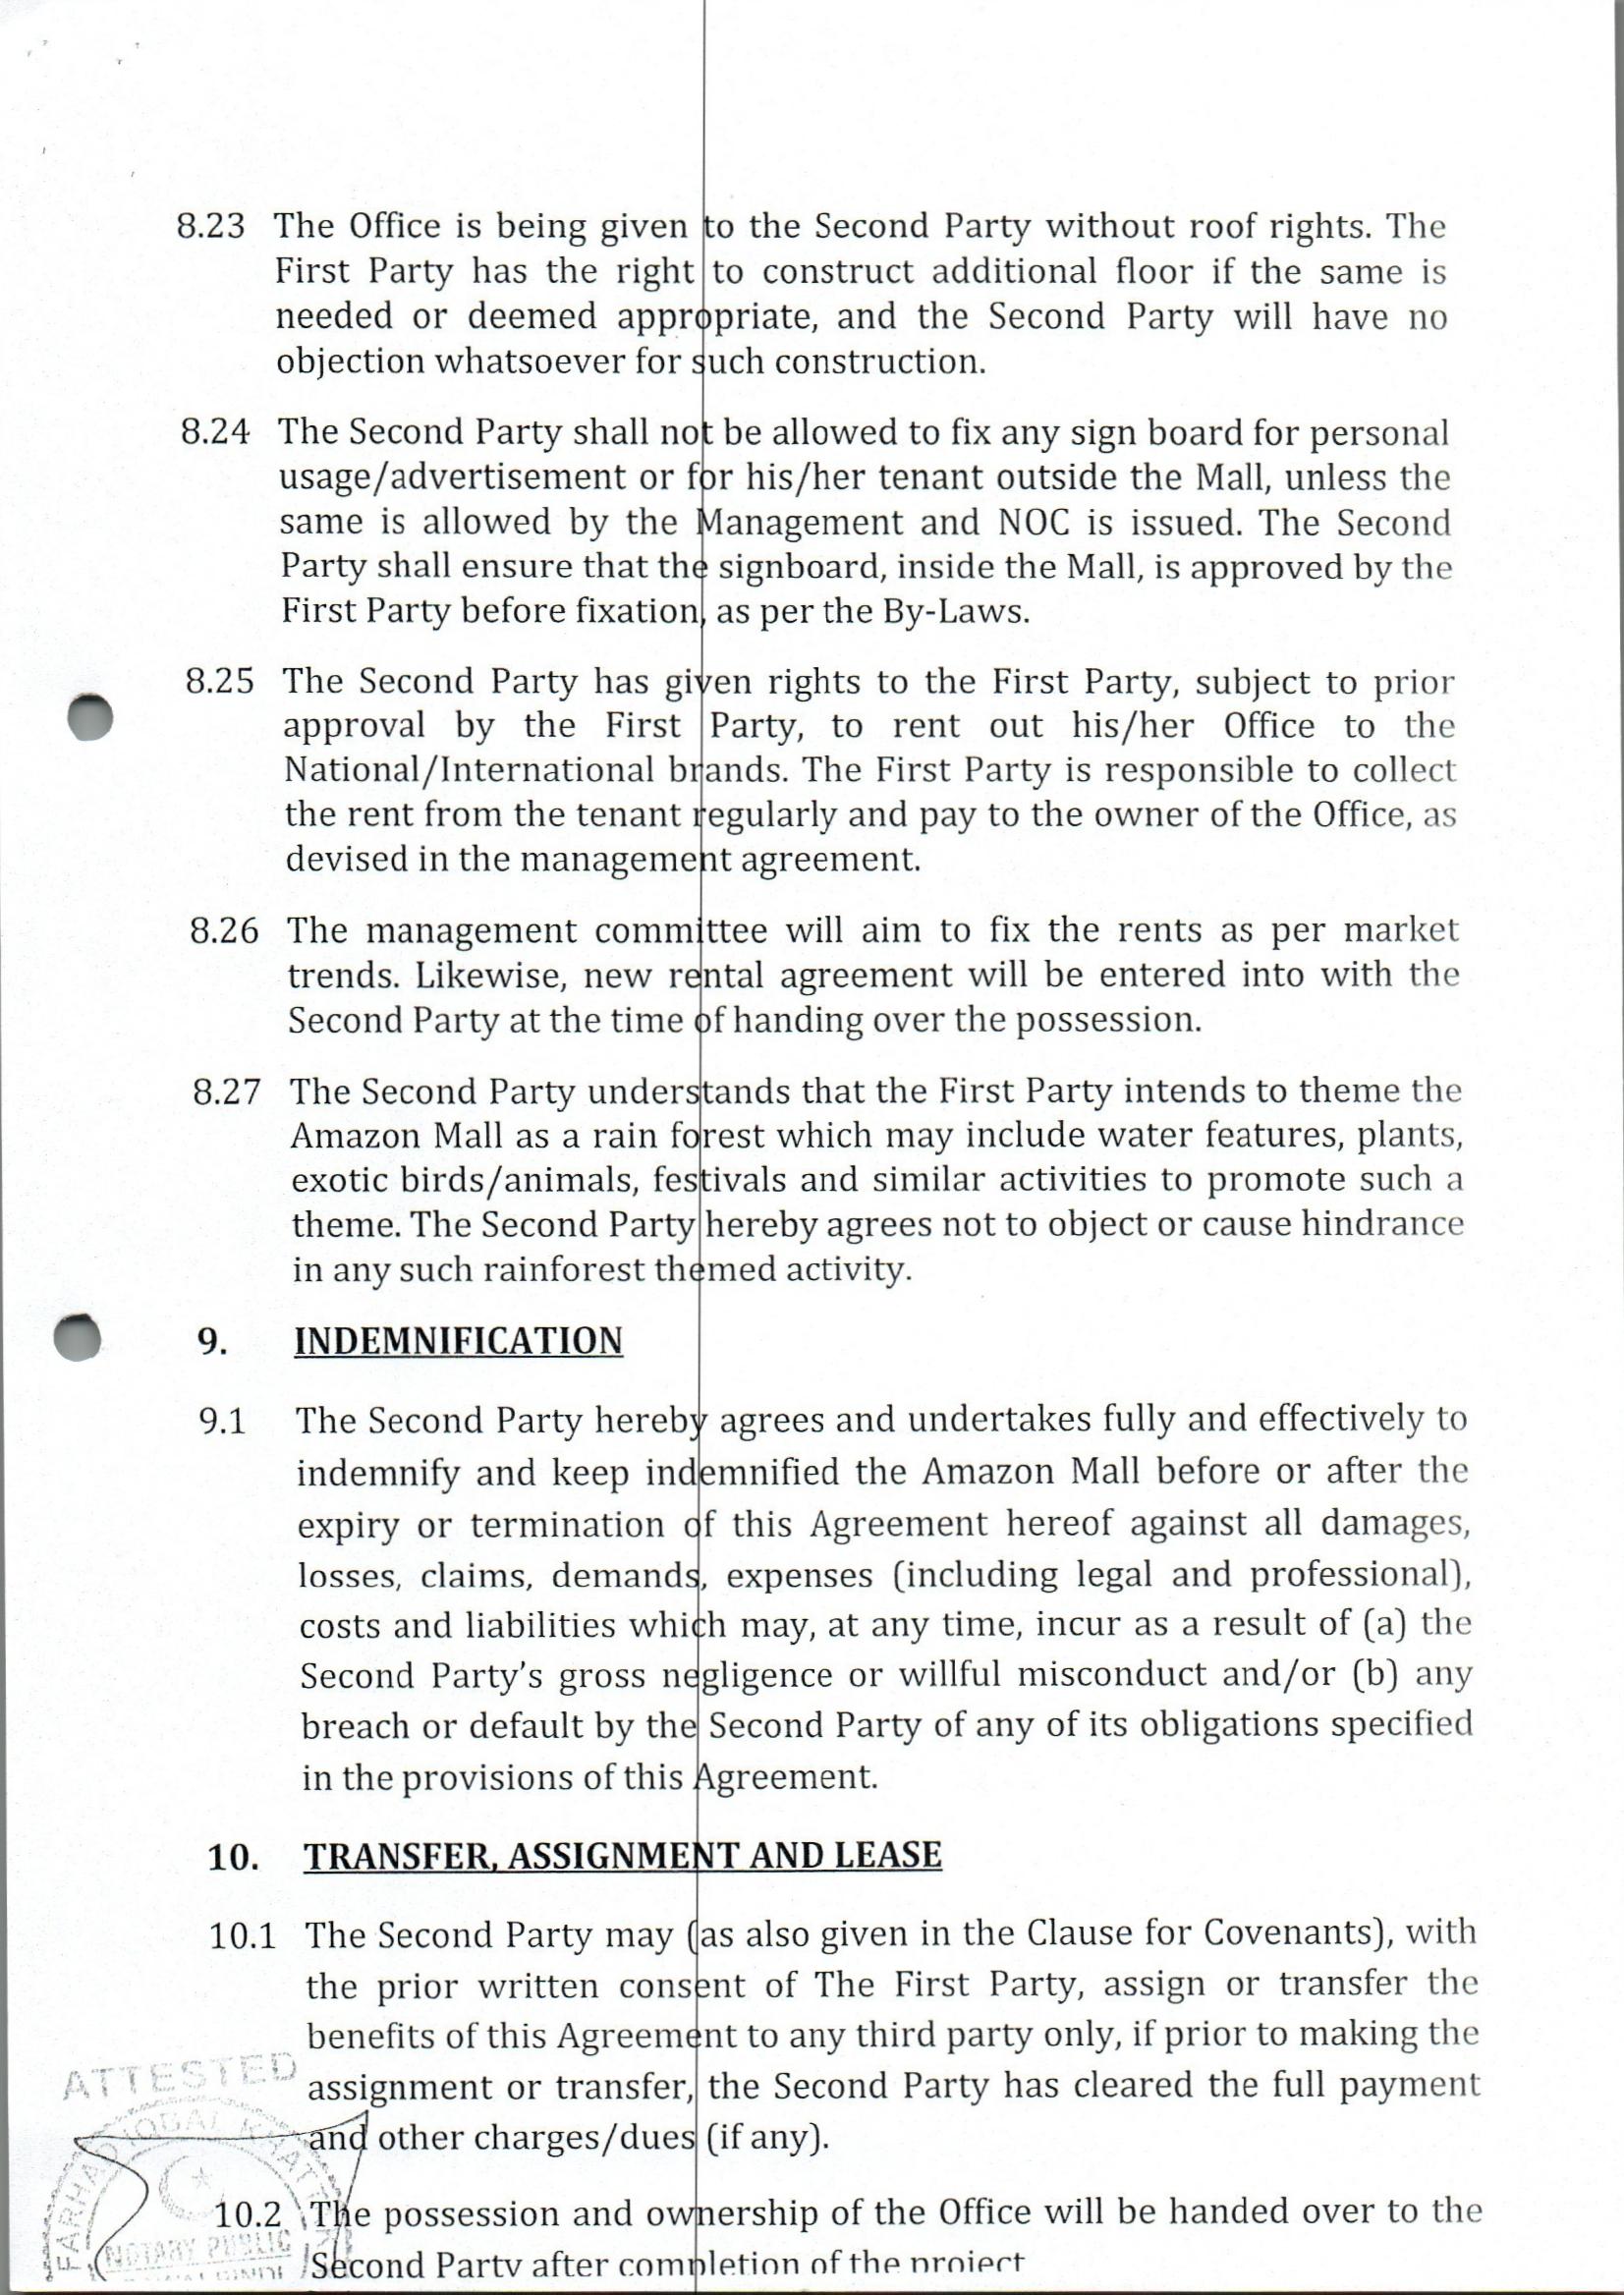 8.23 The Office is being given to the Second Party without roof rights. The
First Party has the right to construct additional floor if the same is
needed or deemed appropriate, and the Second Party will have no
objection whatsoever for such construction.
8.24 The Second Party shall not be allowed to fix any sign board for personal
usage/advertisement or for his/her tenant outside the Mall, unless the
same is allowed by the Management and NOC is issued. The Second
Party shall ensure that the signboard, inside the Mall, is approved by the
First Party before fixation, as per the By-Laws.
8.25 The Second Party has given rights to the First Party, subject to prior
approval by the First Party, to rent out his/her Office to the
National/International brands. The First Party is responsible to collect
the rent from the tenant regularly and pay to the owner of the Office, as
devised in the management agreement.
8.26 The management committee will aim to fix the rents as per market
trends. Likewise, new rental agreement will be entered into with the
Second Party at the time of handing over the possession.
8.27 The Second Party understands that the First Party intends to theme the
Amazon Mall as a rain forest which may include water features, plants,
exotic birds/animals, festivals and similar activities to promote such a
theme. The Second Party hereby agrees not to object or cause hindrance
in any such rainforest themed activity.
9. INDEMNIFICATION
9.1 The Second Party hereby agrees and undertakes fully and effectively to
indemnify and keep indemnified the Amazon Mall before or after the
expiry or termination of this Agreement hereof against all damages,
losses, claims, demands, expenses (including legal and professional),
costs and liabilities which may, at any time, incur as a result of (a) the
Second Party's gross negligence or willful misconduct and/or (b) any
breach or default by the Second Party of any of its obligations specified
in the provisions of this Agreement.
10. TRANSFER, ASSIGNMENT AND LEASE
10.1 The Second Party may (as also given in the Clause for Covenants), with
the prior written consent of The First Party, assign or transfer the
benefits of this Agreement to any third party only, if prior to making the
assignment or transfer, the Second Party has cleared the full payment
and other charges/dues (if any).
10.2 The possession and ownership of the Office will be handed over to the
Second Party after completion of the project
ATTESTED
FARHAD IQBAL
NOTARY PUBLIC